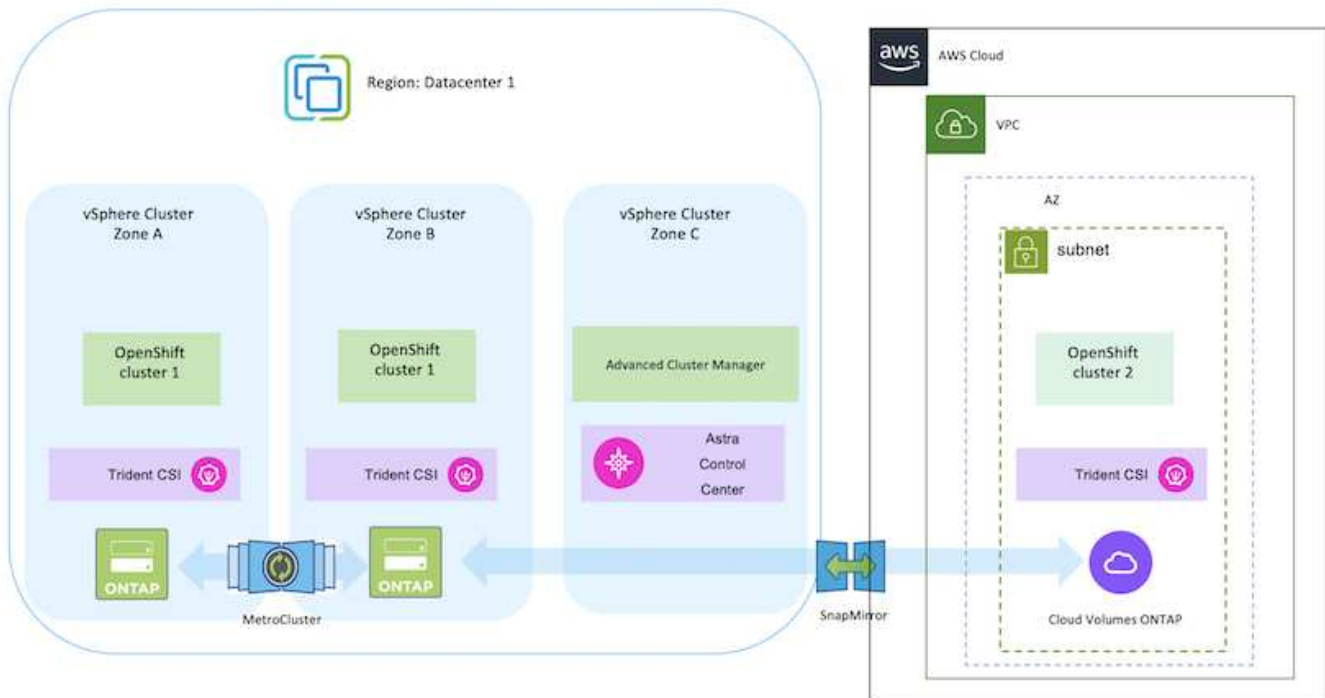 Region: Datacenter 1
aws
AWS Cloud
VPC
AZ
subnet
vSphere Cluster
Zone A
vSphere Cluster
Zone B
vSphere Cluster
Zone C
OpenShift
cluster 1
OpenShift
cluster 1
Advanced Cluster Manager
OpenShift
cluster 2
Trident CSI
Trident CSI
Astra
Control
Center
Trident CSI
ONTAP
ONTAP
MetroCluster
SnapMirror
Cloud Volumes ONTAP